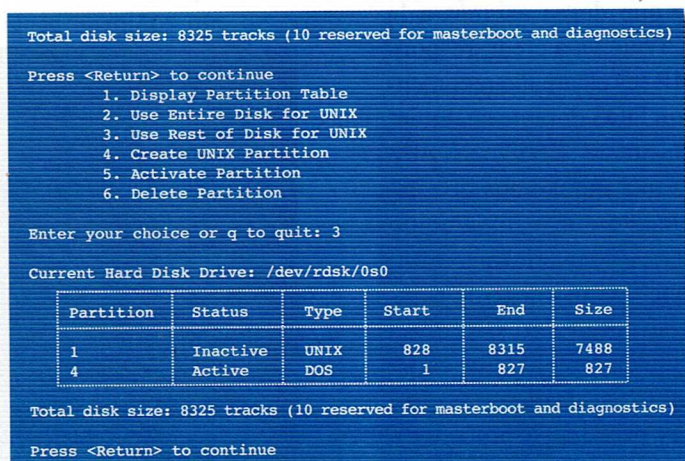 Total disk size: 8325 tracks (10 reserved for masterboot and diagnostics)
Press <Return> to continue
1. Display Partition Table
2. Use Entire Disk for UNIX
3. Use Rest of Disk for UNIX
4. Create UNIX Partition
5. Activate Partition
6. Delete Partition
Enter your choice or q to quit: 3
Current Hard Disk Drive: /dev/rdsk/0s0
Partition Status Type Start End Size
1 Inactive UNIX 828 8315 7488
4 Active DOS 1 827 827
Total disk size: 8325 tracks (10 reserved for masterboot and diagnostics)
Press <Return> to continue